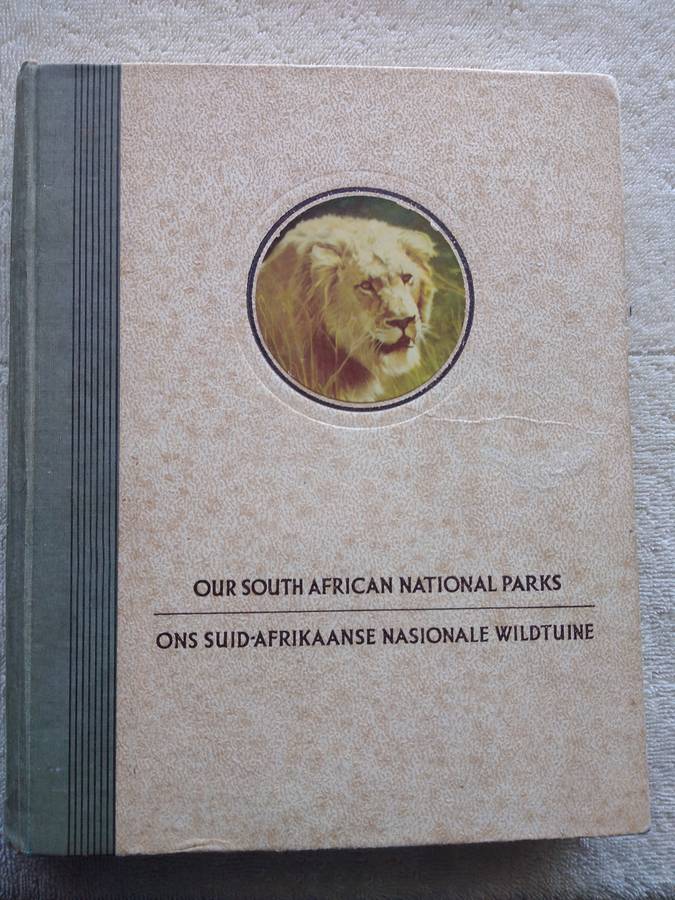 OUR SOUTH AFRICAN NATIONAL PARKS
ONS SUID-AFRIKAANSE NASIONALE WILDTUINE